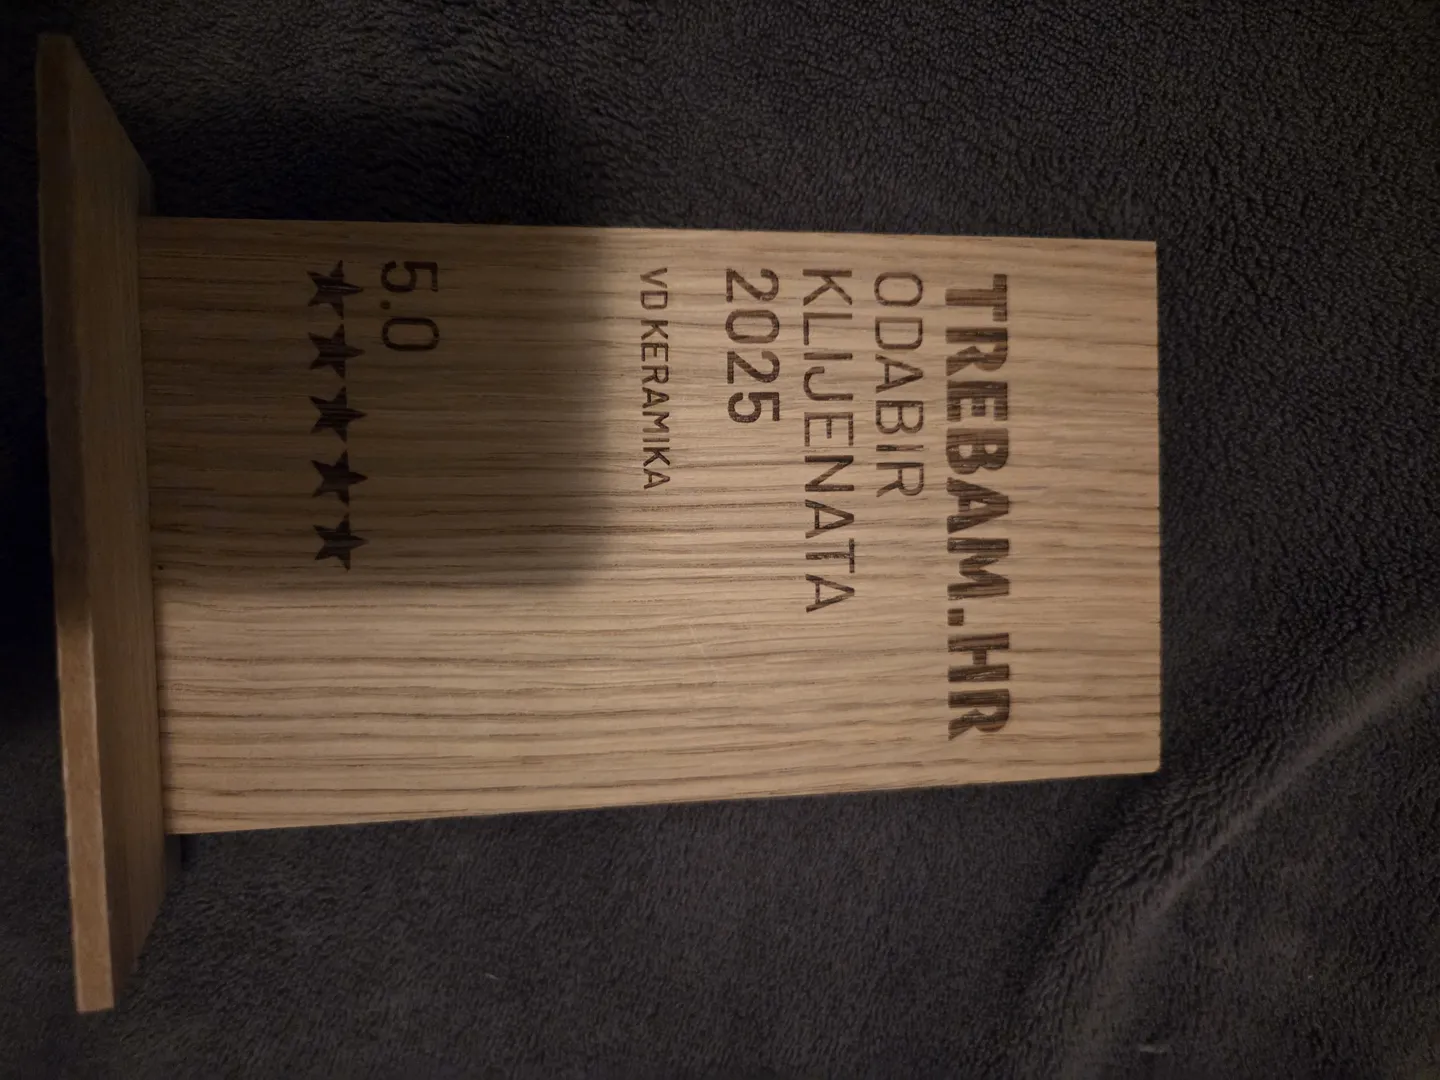 TREBAM.HR
ODABIR
KLIJENATA
2025
VD KERAMIKA
5.0